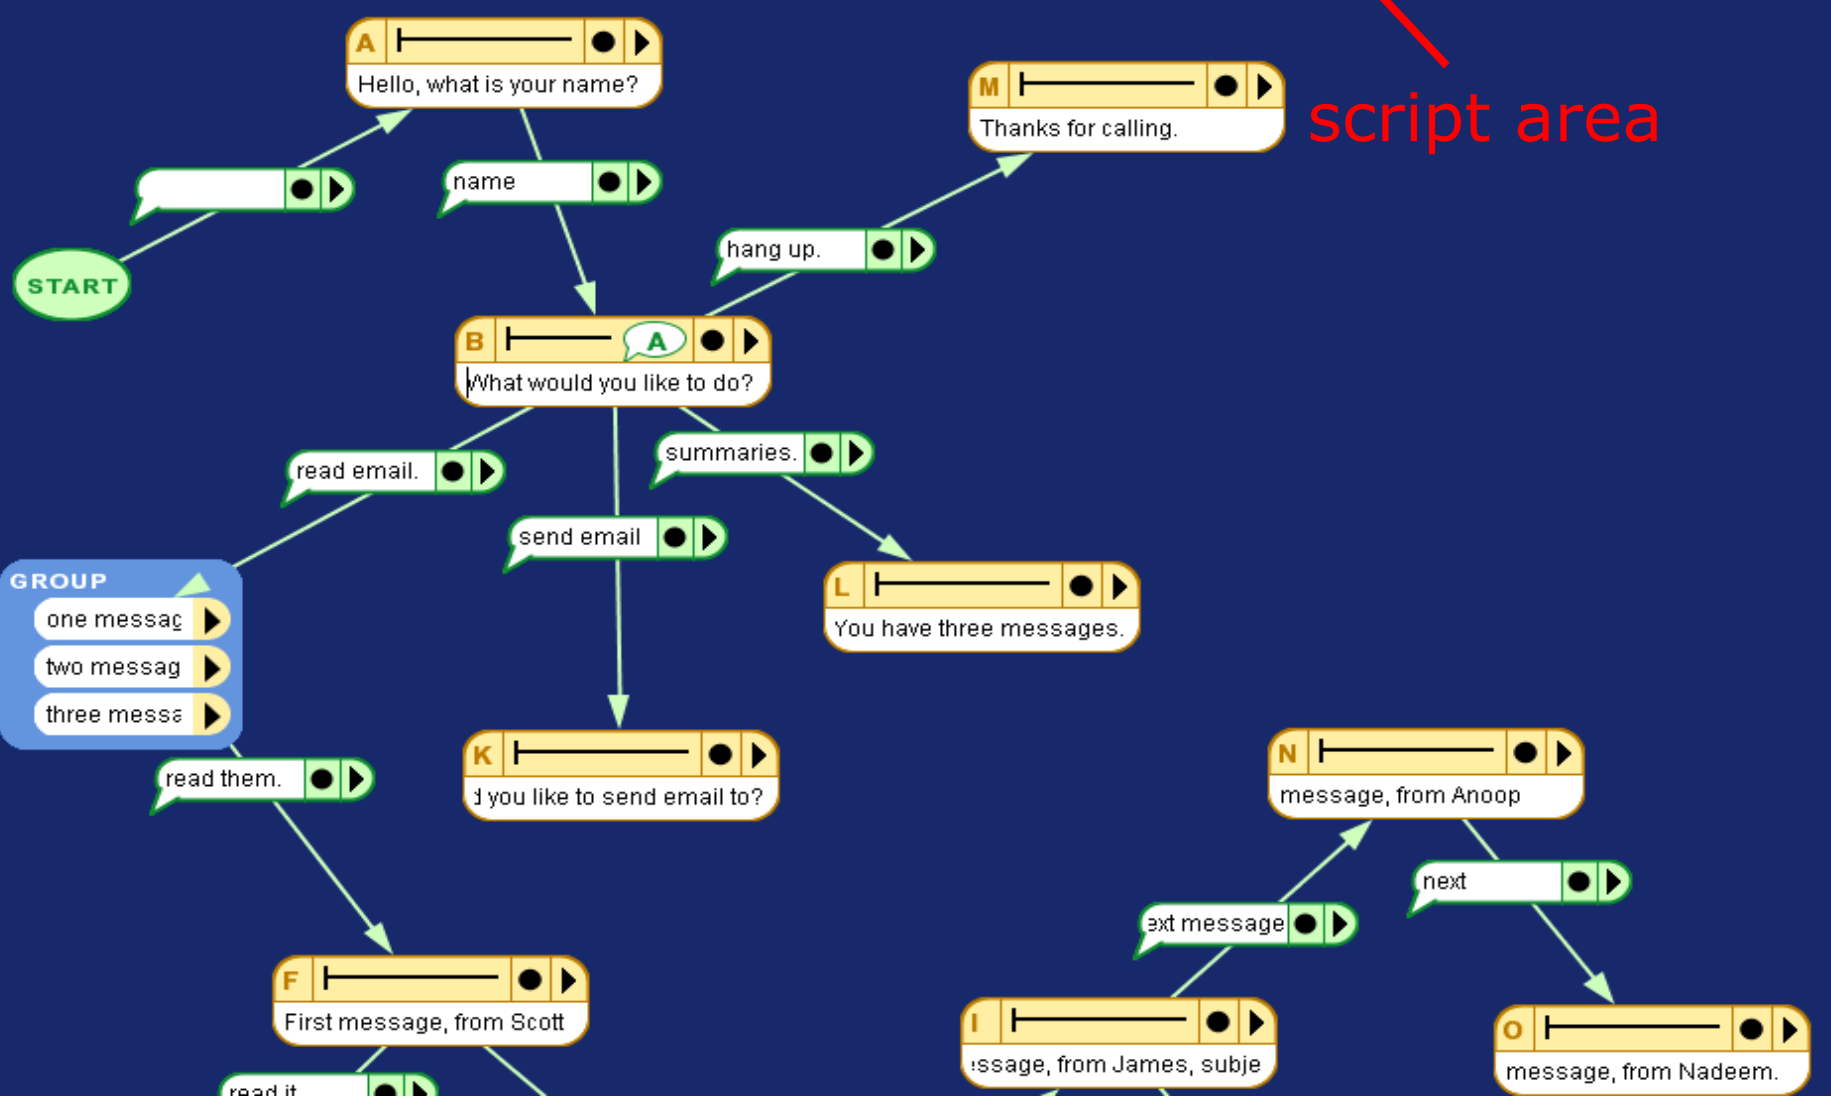 A
Hello, what is your name?
M
Thanks for calling.
script area
name
hang up.
START
B
A
What would you like to do?
read email.
summaries.
send email
GROUP
one messag
two messag
three messa
L
You have three messages.
read them.
K
d you like to send email to?
N
message, from Anoop
next
ext message
F
First message, from Scott
I
essage, from James, subje
O
message, from Nadeem.
read it